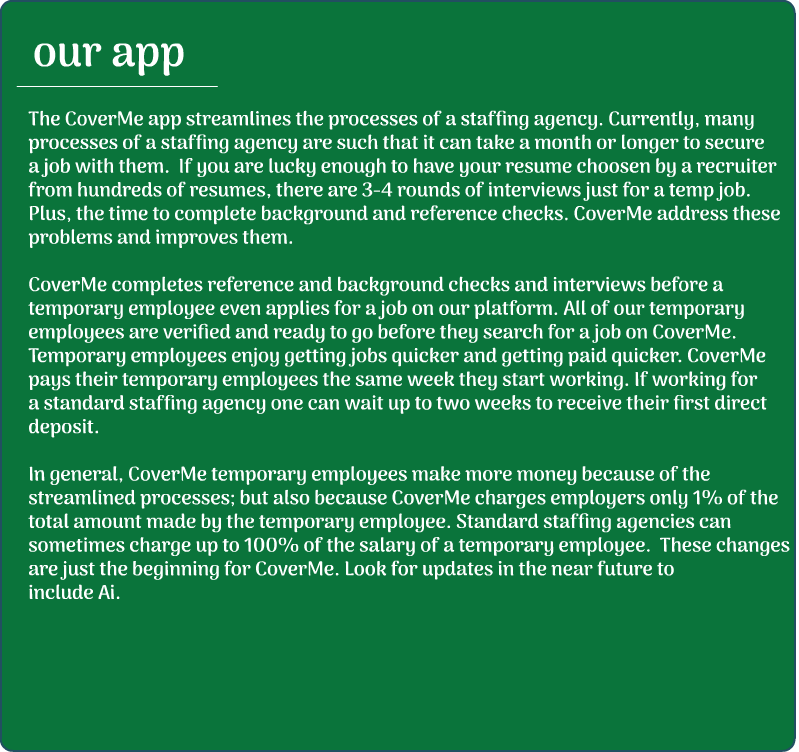 our app
The CoverMe app streamlines the processes of a staffing agency. Currently, many
processes of a staffing agency are such that it can take a month or longer to secure
a job with them.  If you are lucky enough to have your resume choosen by a recruiter
from hundreds of resumes, there are 3-4 rounds of interviews just for a temp job.
Plus, the time to complete background and reference checks. CoverMe address these
problems and improves them.
CoverMe completes reference and background checks and interviews before a
temporary employee even applies for a job on our platform. All of our temporary
employees are verified and ready to go before they search for a job on CoverMe.
Temporary employees enjoy getting jobs quicker and getting paid quicker. CoverMe
pays their temporary employees the same week they start working. If working for
a standard staffing agency one can wait up to two weeks to receive their first direct
deposit.
In general, CoverMe temporary employees make more money because of the
streamlined processes; but also because CoverMe charges employers only 1% of the
total amount made by the temporary employee. Standard staffing agencies can
sometimes charge up to 100% of the salary of a temporary employee.  These changes
are just the beginning for CoverMe. Look for updates in the near future to
include Ai.